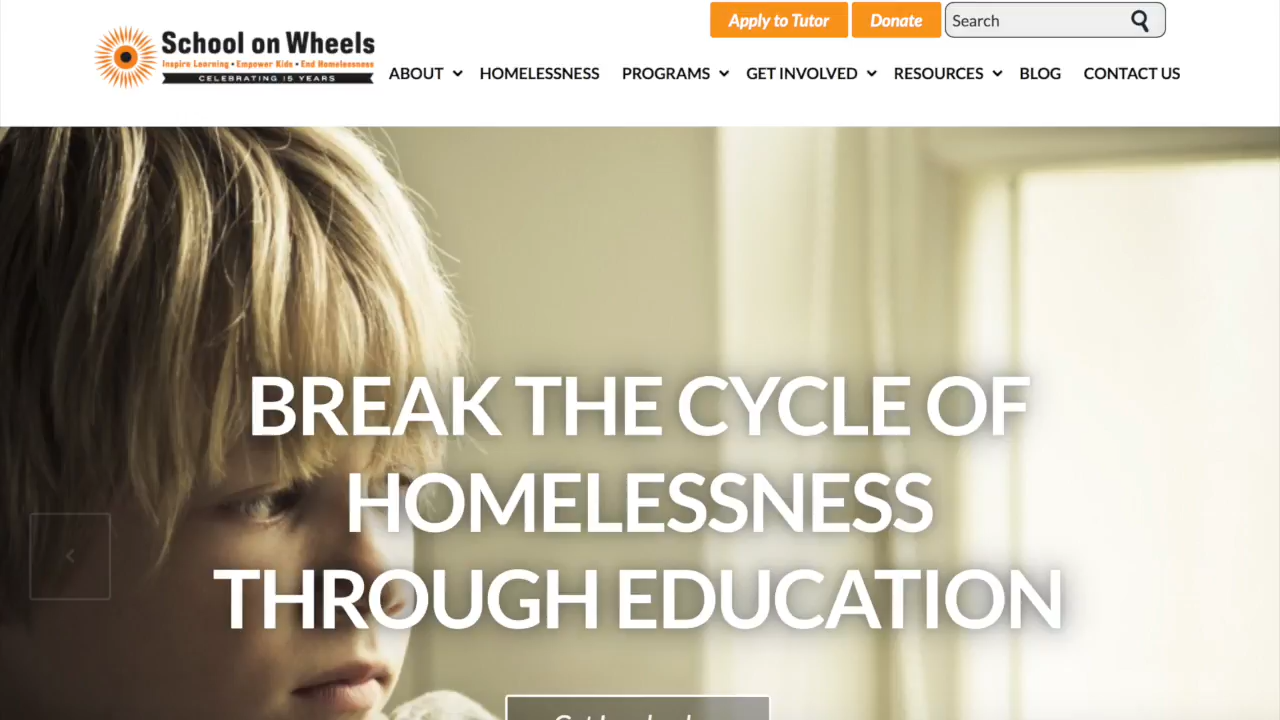 Apply to Tutor
Donate
Search
School on Wheels
Inspire Learning • Empower Kids • End Homelessness
CELEBRATING 15 YEARS
ABOUT
HOMELESSNESS
PROGRAMS
GET INVOLVED
RESOURCES
BLOG
CONTACT US
BREAK THE CYCLE OF
HOMELESSNESS
THROUGH EDUCATION